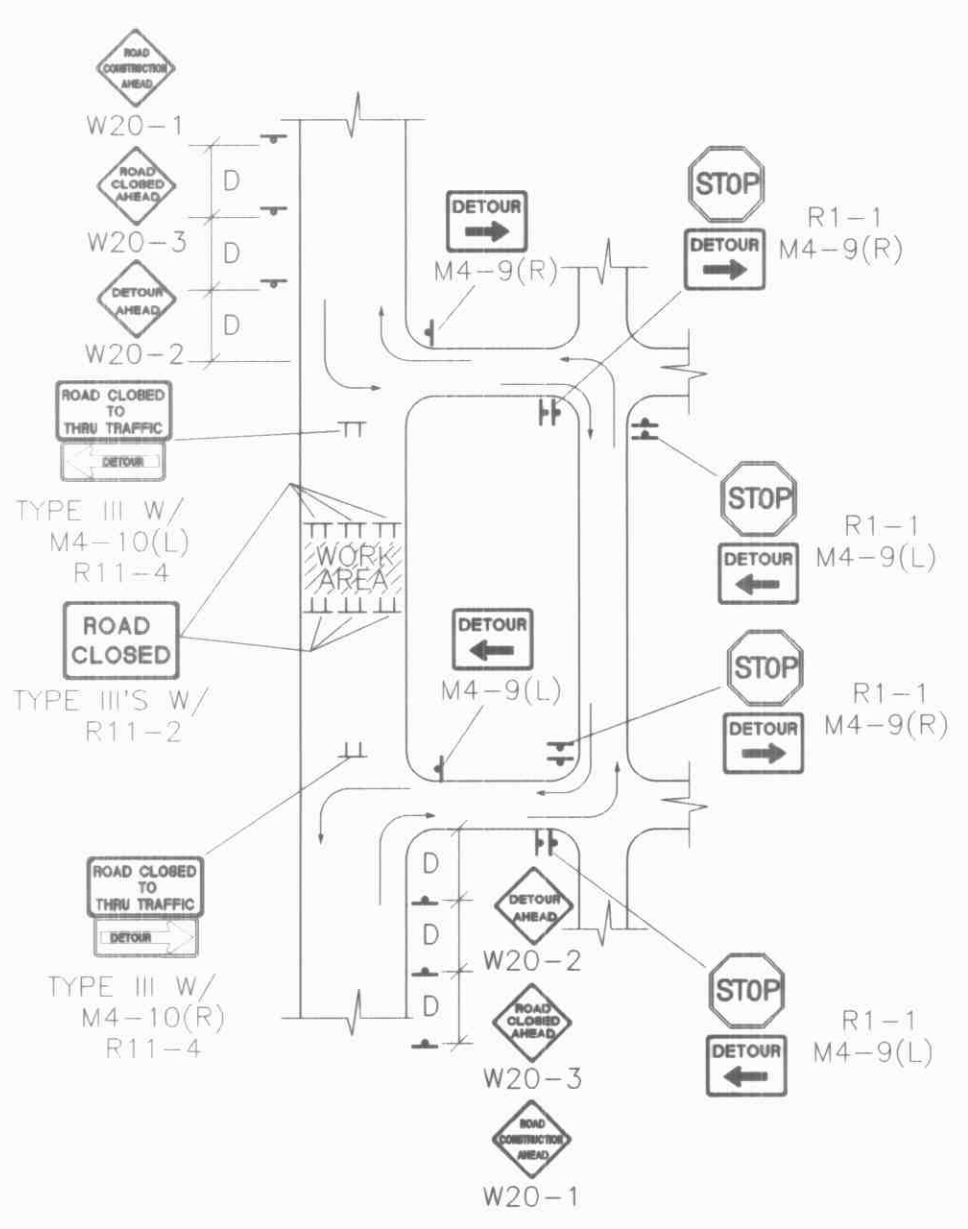 ROAD
CONSTRUCTION
AHEAD
W20-1
ROAD
CLOSED
AHEAD
W20-3
DETOUR
AHEAD
W20-2
D
D
D
DETOUR
M4-9(R)
STOP
DETOUR
R1-1
M4-9(R)
ROAD CLOSED
TO
THRU TRAFFIC
DETOUR
TYPE III W/
M4-10(L)
R11-4
STOP
DETOUR
R1-1
M4-9(L)
WORK
AREA
ROAD
CLOSED
TYPE III'S W/
R11-2
DETOUR
M4-9(L)
STOP
DETOUR
R1-1
M4-9(R)
ROAD CLOSED
TO
THRU TRAFFIC
DETOUR
TYPE III W/
M4-10(R)
R11-4
D
D
D
DETOUR
AHEAD
W20-2
ROAD
CLOSED
AHEAD
W20-3
ROAD
CONSTRUCTION
AHEAD
W20-1
STOP
DETOUR
R1-1
M4-9(L)